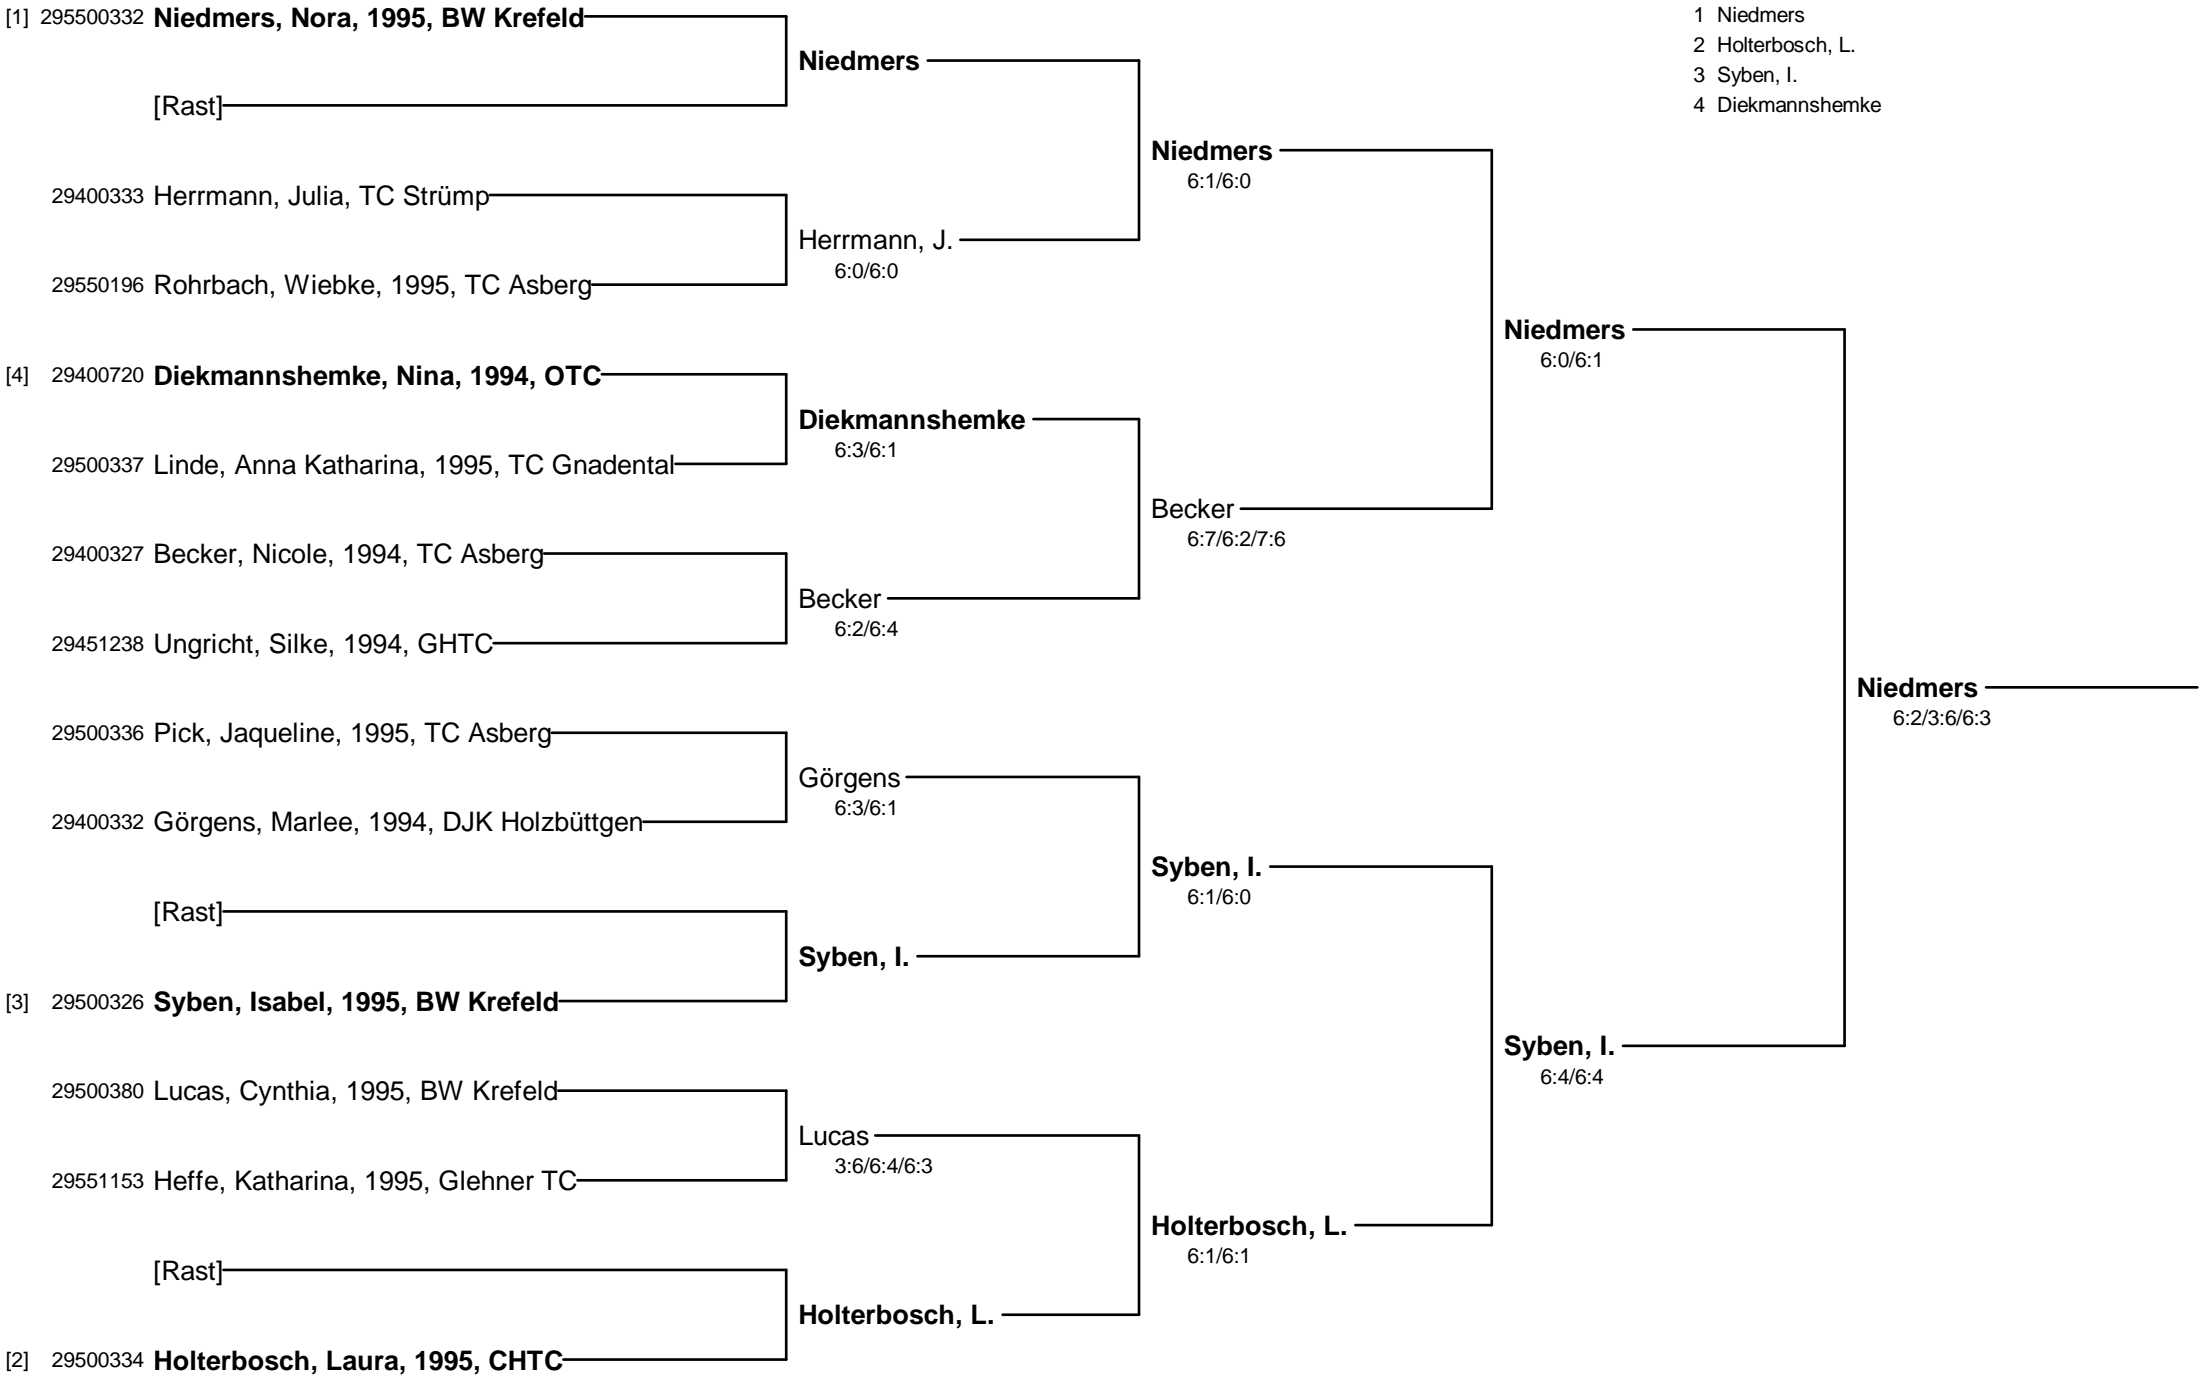 [1] 295500332 Niedmers, Nora, 1995, BW Krefeld
[Rast]
29400333 Herrmann, Julia, TC Strümp
29550196 Rohrbach, Wiebke, 1995, TC Asberg
[4] 29400720 Diekmannshemke, Nina, 1994, OTC
29500337 Linde, Anna Katharina, 1995, TC Gnadental
29400327 Becker, Nicole, 1994, TC Asberg
29451238 Ungricht, Silke, 1994, GHTC
29500336 Pick, Jaqueline, 1995, TC Asberg
29400332 Görgens, Marlee, 1994, DJK Holzbüttgen
[Rast]
[3] 29500326 Syben, Isabel, 1995, BW Krefeld
29500380 Lucas, Cynthia, 1995, BW Krefeld
29551153 Heffe, Katharina, 1995, Glehner TC
[Rast]
[2] 29500334 Holterbosch, Laura, 1995, CHTC
Niedmers
Herrmann, J.
6:0/6:0
Diekmannshemke
6:3/6:1
Becker
6:2/6:4
Görgens
6:3/6:1
Syben, I.
Lucas
3:6/6:4/6:3
Holterbosch, L.
Niedmers
6:1/6:0
Becker
6:7/6:2/7:6
Syben, I.
6:1/6:0
Holterbosch, L.
6:1/6:1
Niedmers
6:0/6:1
Syben, I.
6:4/6:4
Niedmers
6:2/3:6/6:3
1 Niedmers
2 Holterbosch, L.
3 Syben, I.
4 Diekmannshemke